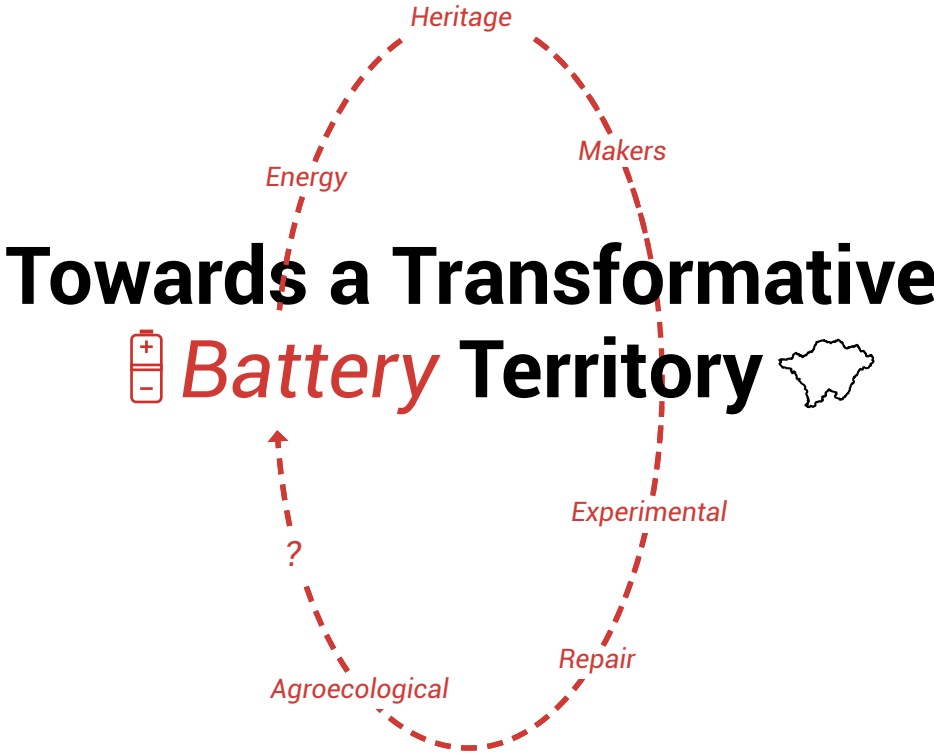 Heritage
Makers
Energy
Towards a Transformative
Battery Territory
Experimental
?
Repair
Agroecological